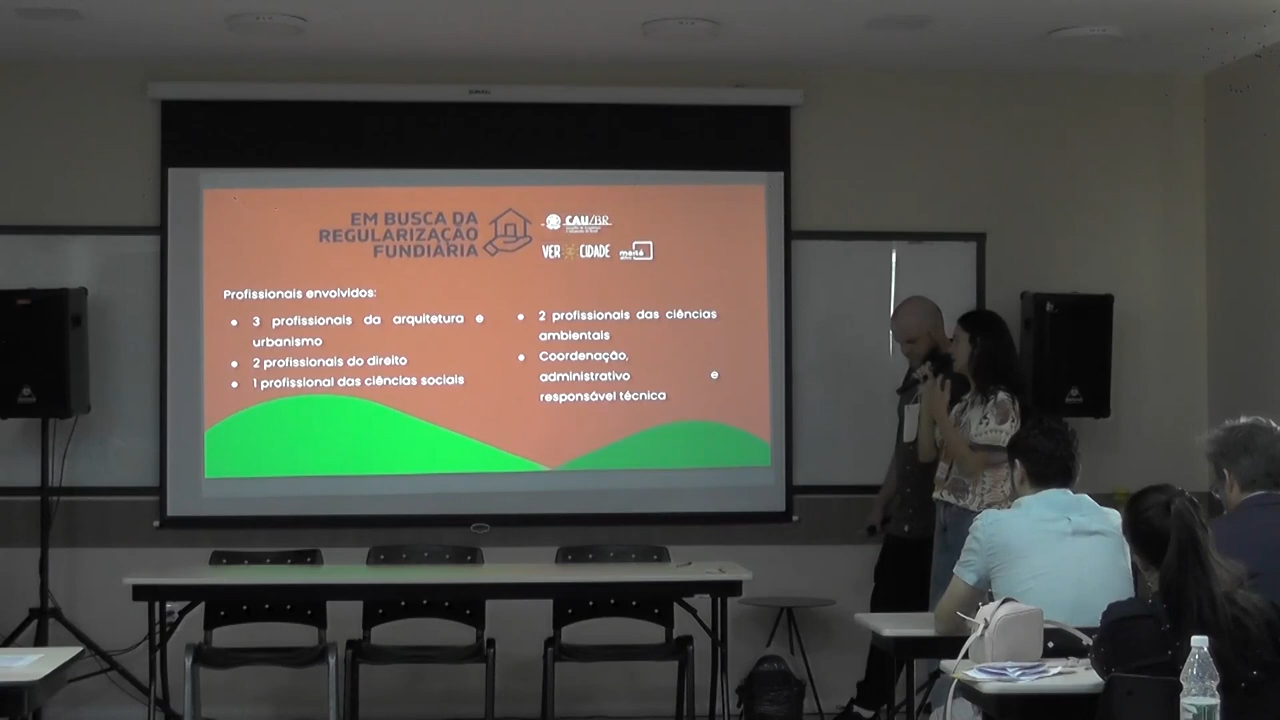 EM BUSCA DA
REGULARIZAÇÃO
FUNDIÁRIA
CAU/BR
VER CIDADE
Profissionais envolvidos:
● 3 profissionais da arquitetura e
urbanismo
● 2 profissionais do direito
● 1 profissional das ciências sociais
● 2 profissionais das ciências
ambientais
● Coordenação,
administrativo e
responsável técnica